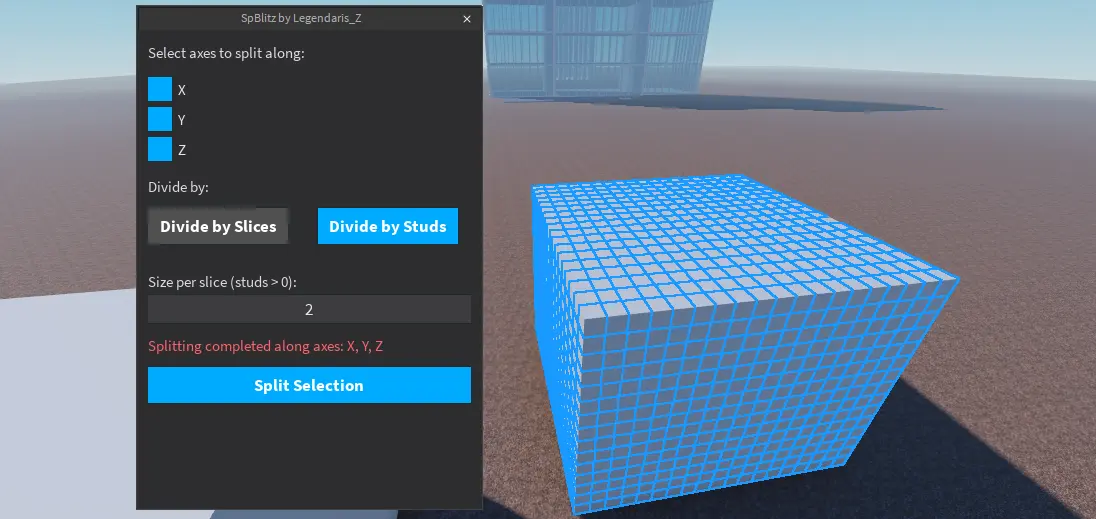 SpBlitz by Legendaris_Z
×
Select axes to split along:
X
Y
Z
Divide by:
Divide by Slices
Divide by Studs
Size per slice (studs > 0):
2
Splitting completed along axes: X, Y, Z
Split Selection